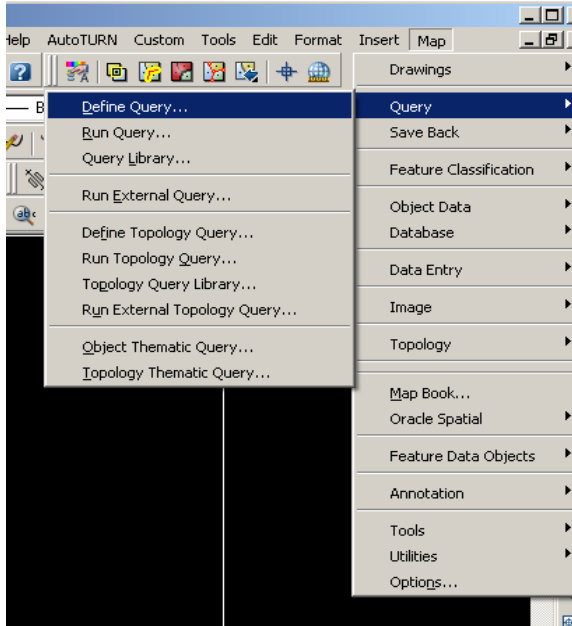 Help AutoTURN Custom Tools Edit Format Insert Map
Drawings
Query
Save Back
Feature Classification
Object Data
Database
Data Entry
Image
Topology
Map Book...
Oracle Spatial
Feature Data Objects
Annotation
Tools
Utilities
Options...
B
Define Query...
Run Query...
Query Library...
Run External Query...
Define Topology Query...
Run Topology Query...
Topology Query Library...
Run External Topology Query...
Object Thematic Query...
Topology Thematic Query...